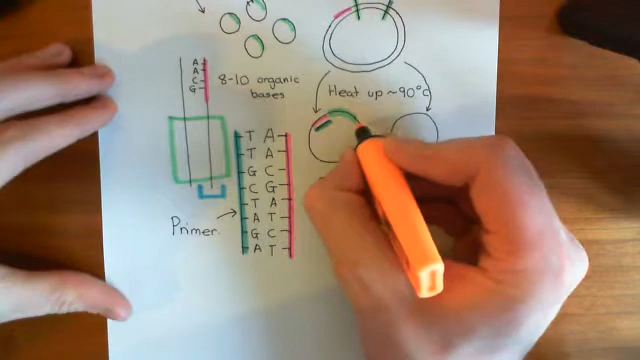 A
A
C
G
8-10 organic
bases
Heat up ~90°c
T A
T A
G C
C G
T A
A T
G C
A T
Primer